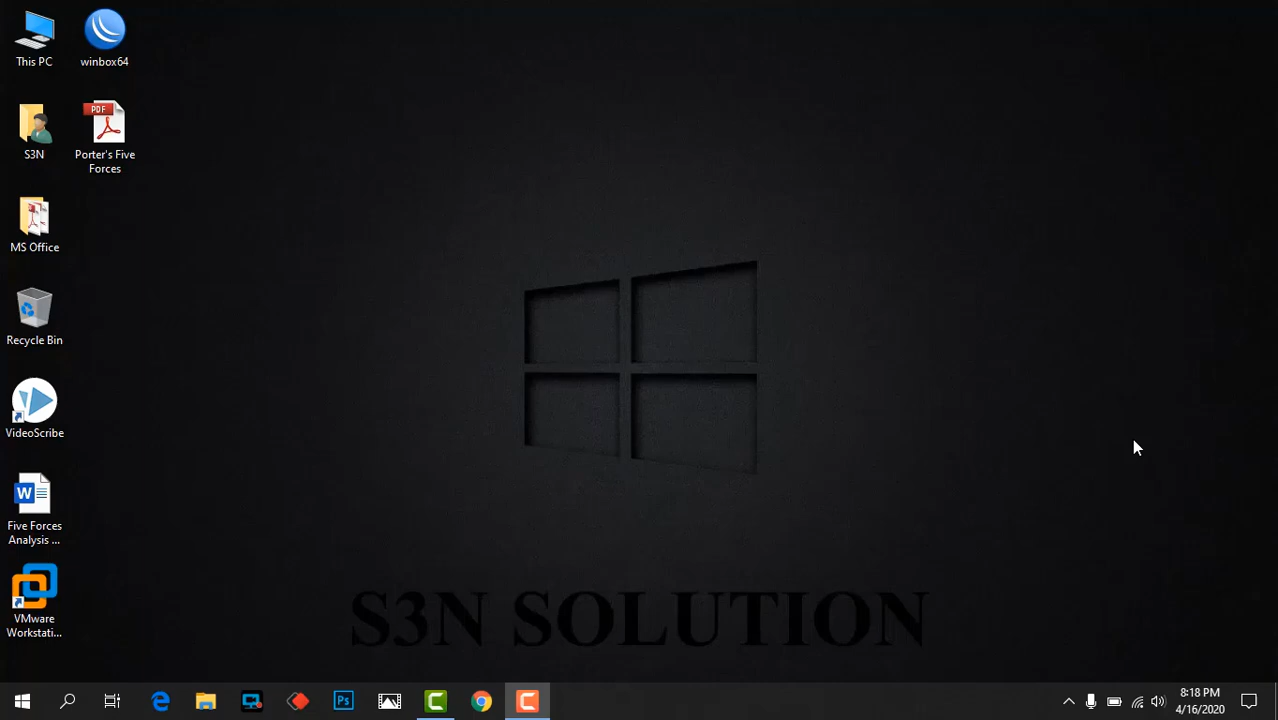 This PC
winbox64
S3N
PDF
Porter's Five
Forces
MS Office
Recycle Bin
VideoScribe
W
Five Forces
Analysis ...
VMware
Workstati...
S3N SOLUTION
Ps
8:18 PM
4/16/2020